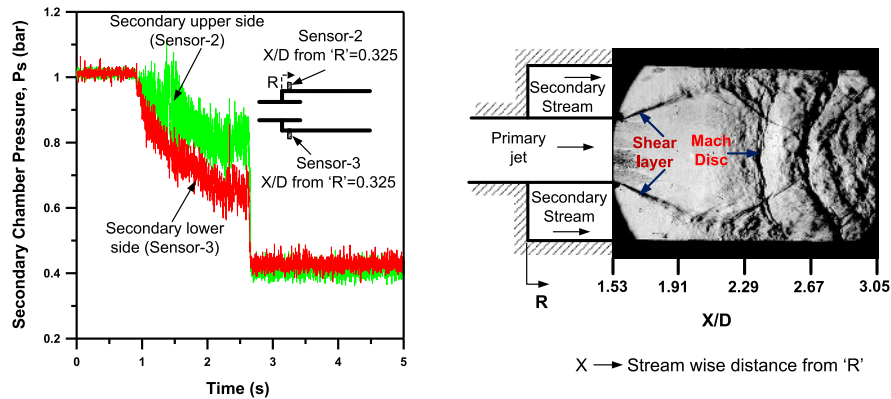 Secondary Chamber Pressure, Ps (bar)
1.2
1
0.8
0.6
0.4
0.2
0
1
2
3
4
5
Time (s)
Secondary upper side
(Sensor-2)
Secondary lower
side (Sensor-3)
Sensor-2
X/D from ‘R’=0.325
R
Sensor-3
X/D from ‘R’=0.325
Secondary
Stream
Primary
jet
Secondary
Stream
Shear
layer
Mach
Disc
R
1.53
1.91
2.29
2.67
3.05
X/D
X → Stream wise distance from ‘R’